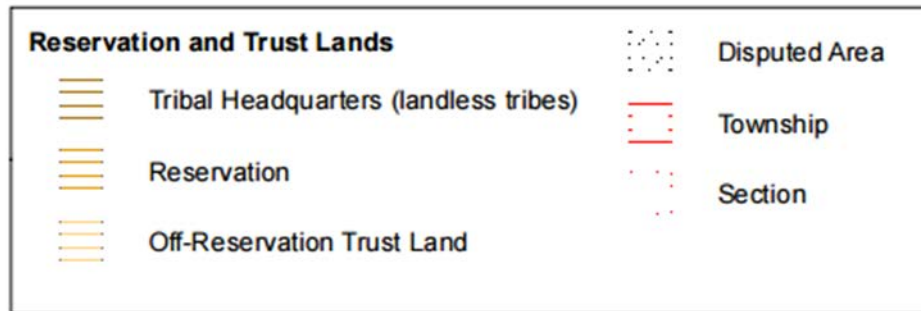 Reservation and Trust Lands
Tribal Headquarters (landless tribes)
Reservation
Off-Reservation Trust Land
Disputed Area
Township
Section